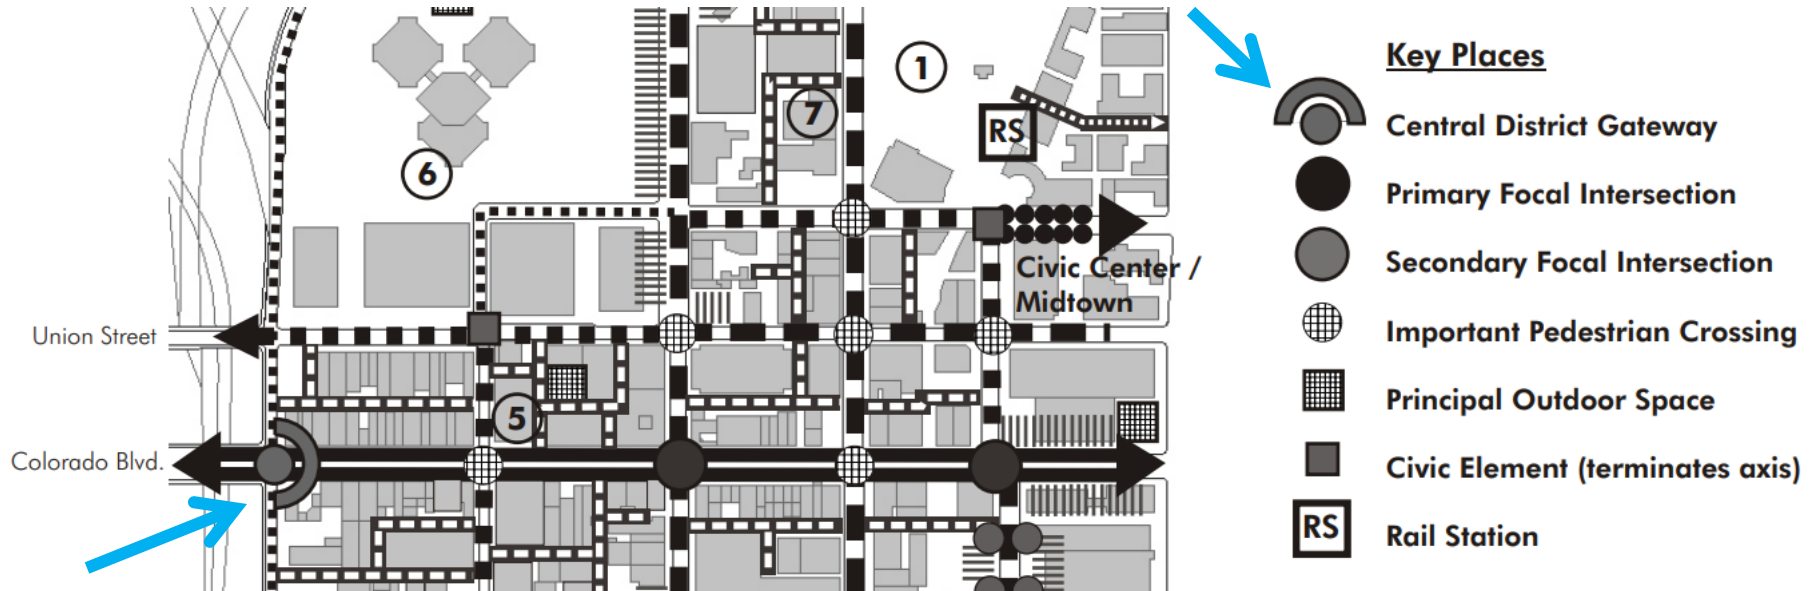 6
7
1
RS
Civic Center /
Midtown
Union Street
5
Colorado Blvd.
Key Places
Central District Gateway
Primary Focal Intersection
Secondary Focal Intersection
Important Pedestrian Crossing
Principal Outdoor Space
Civic Element (terminates axis)
RS
Rail Station